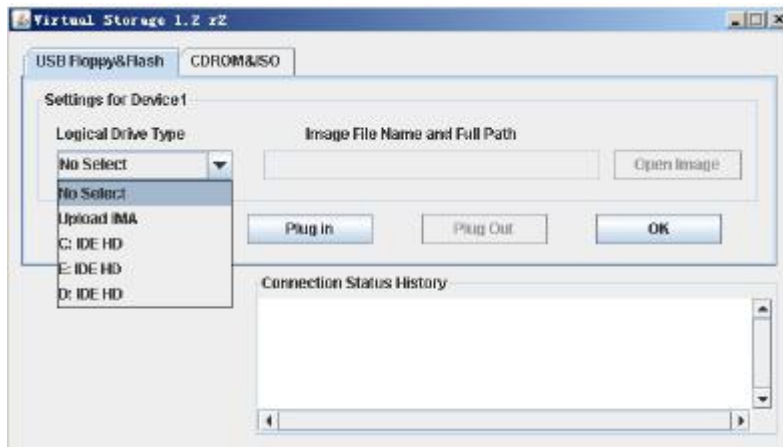 Virtual Storage 1.2 r2
USB Floppy&Flash CDROM&ISO
Settings for Device1
Logical Drive Type Image File Name and Full Path
No Select Open Image
No Select
Upload IMA
C: IDE HD
E: IDE HD
D: IDE HD
Plug in Plug Out OK
Connection Status History